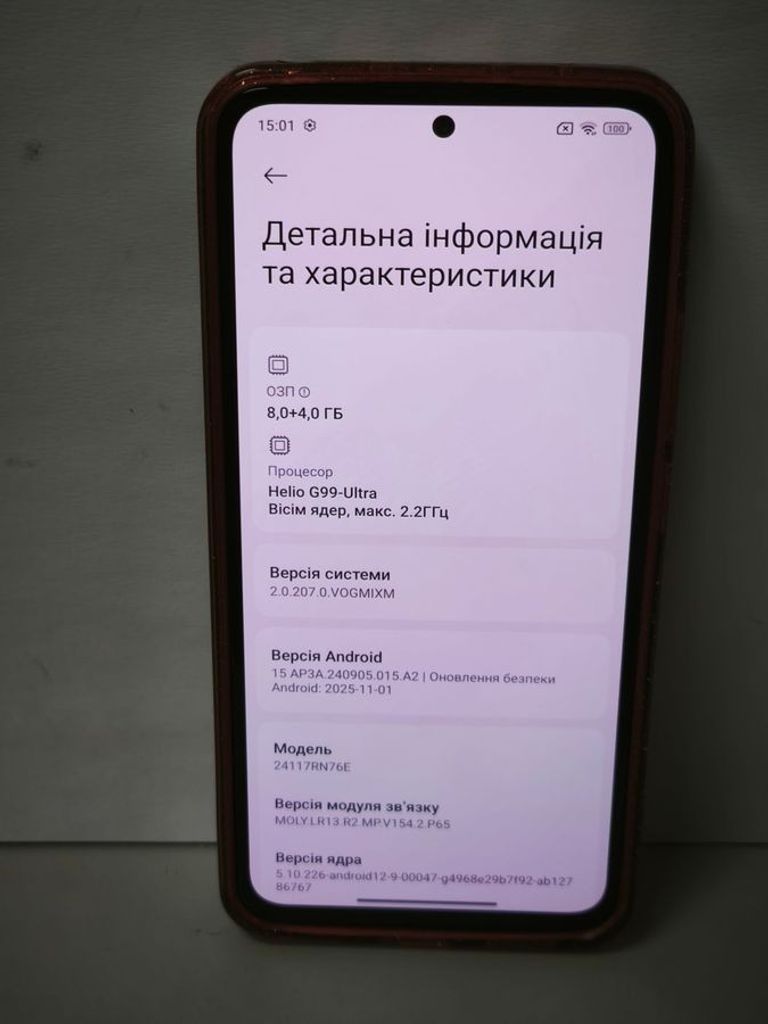 15:01
100
Детальна інформація
та характеристики
ОЗП
8,0+4,0 ГБ
Процесор
Helio G99-Ultra
Вісім ядер, макс. 2.2ГГц
Версія системи
2.0.207.0.VOGMIXM
Версія Android
15 AP3A.240905.015.A2 | Оновлення безпеки
Android: 2025-11-01
Модель
24117RN76E
Версія модуля зв'язку
MOLY.LR13.R2.MP.V154.2.P65
Версія ядра
5.10.226-android12-9-00047-g4968e29b7f92-ab127
86767